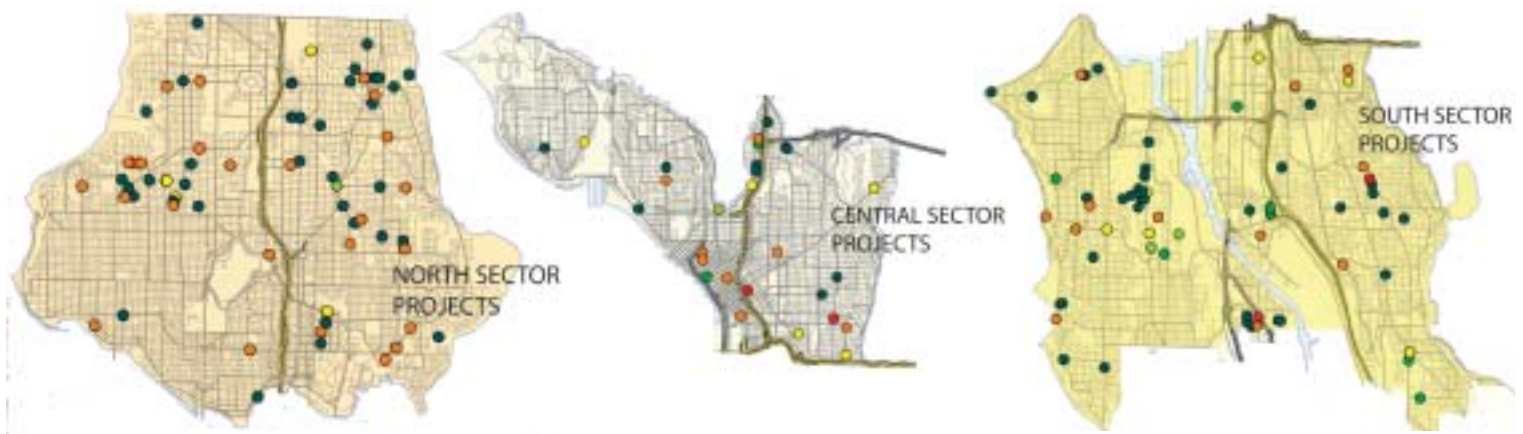 NORTH SECTOR
PROJECTS
CENTRAL SECTOR
PROJECTS
SOUTH SECTOR
PROJECTS